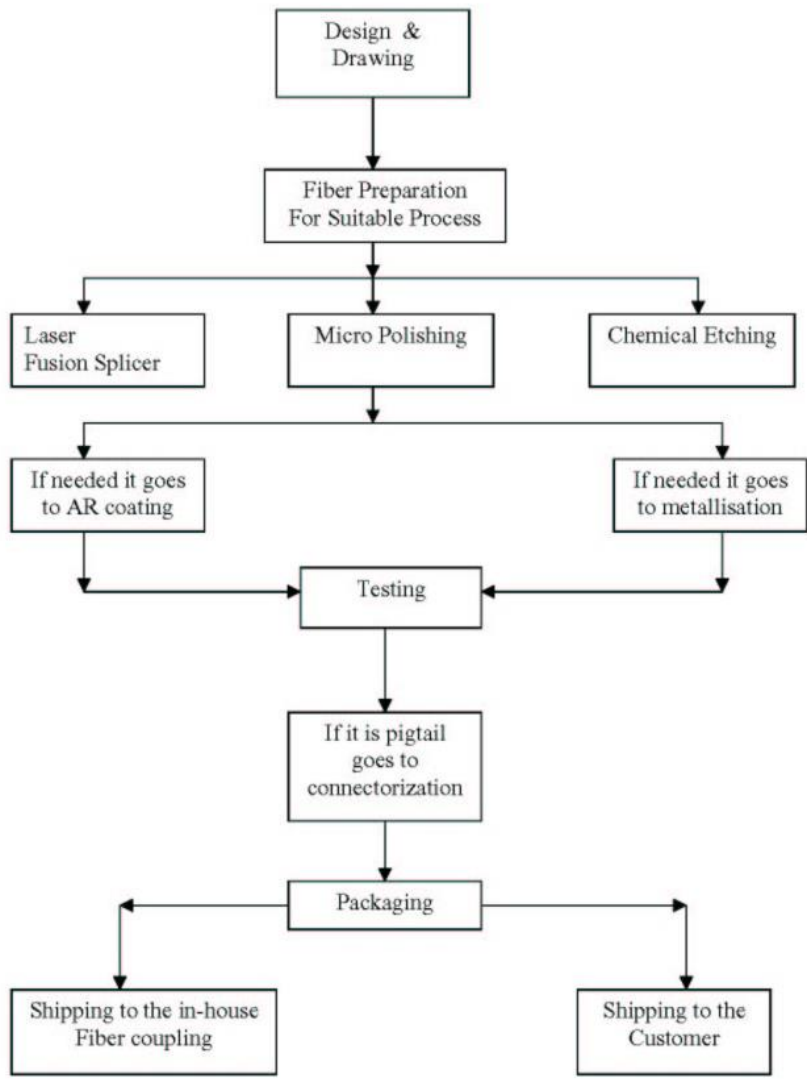 Design &
Drawing
Fiber Preparation
For Suitable Process
Laser
Fusion Splicer
Micro Polishing
Chemical Etching
If needed it goes
to AR coating
If needed it goes
to metallisation
Testing
If it is pigtail
goes to
connectorization
Packaging
Shipping to the in-house
Fiber coupling
Shipping to the
Customer